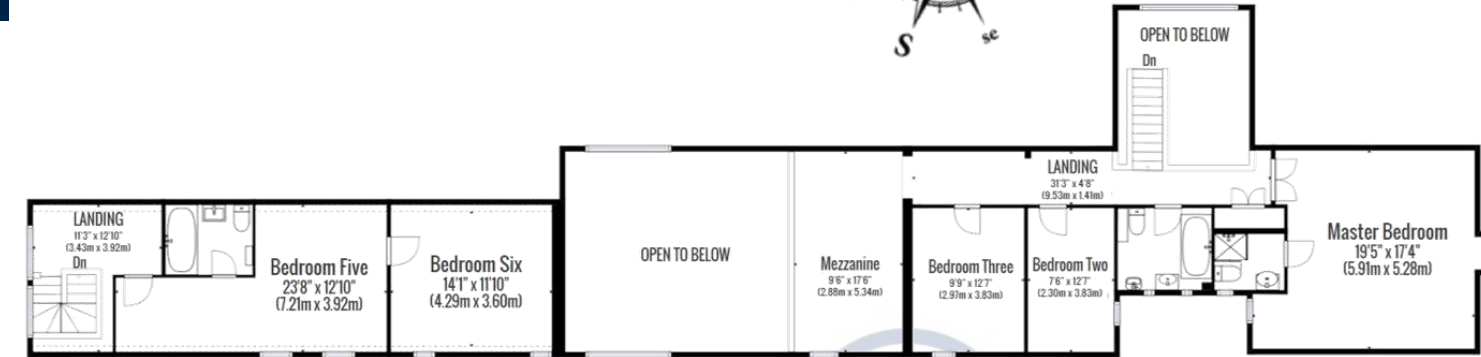 S
se
OPEN TO BELOW
Dn
LANDING
31'3" x 4'8"
(9.53m x 1.41m)
LANDING
11'3" x 12'10"
(3.43m x 3.92m)
Dn
Bedroom Five
23'8" x 12'10"
(7.21m x 3.92m)
Bedroom Six
14'1" x 11'10"
(4.29m x 3.60m)
OPEN TO BELOW
Mezzanine
9'6" x 17'6"
(2.88m x 5.34m)
Bedroom Three
9'9" x 12'7"
(2.97m x 3.83m)
Bedroom Two
7'6" x 12'7"
(2.30m x 3.83m)
Master Bedroom
19'5" x 17'4"
(5.91m x 5.28m)